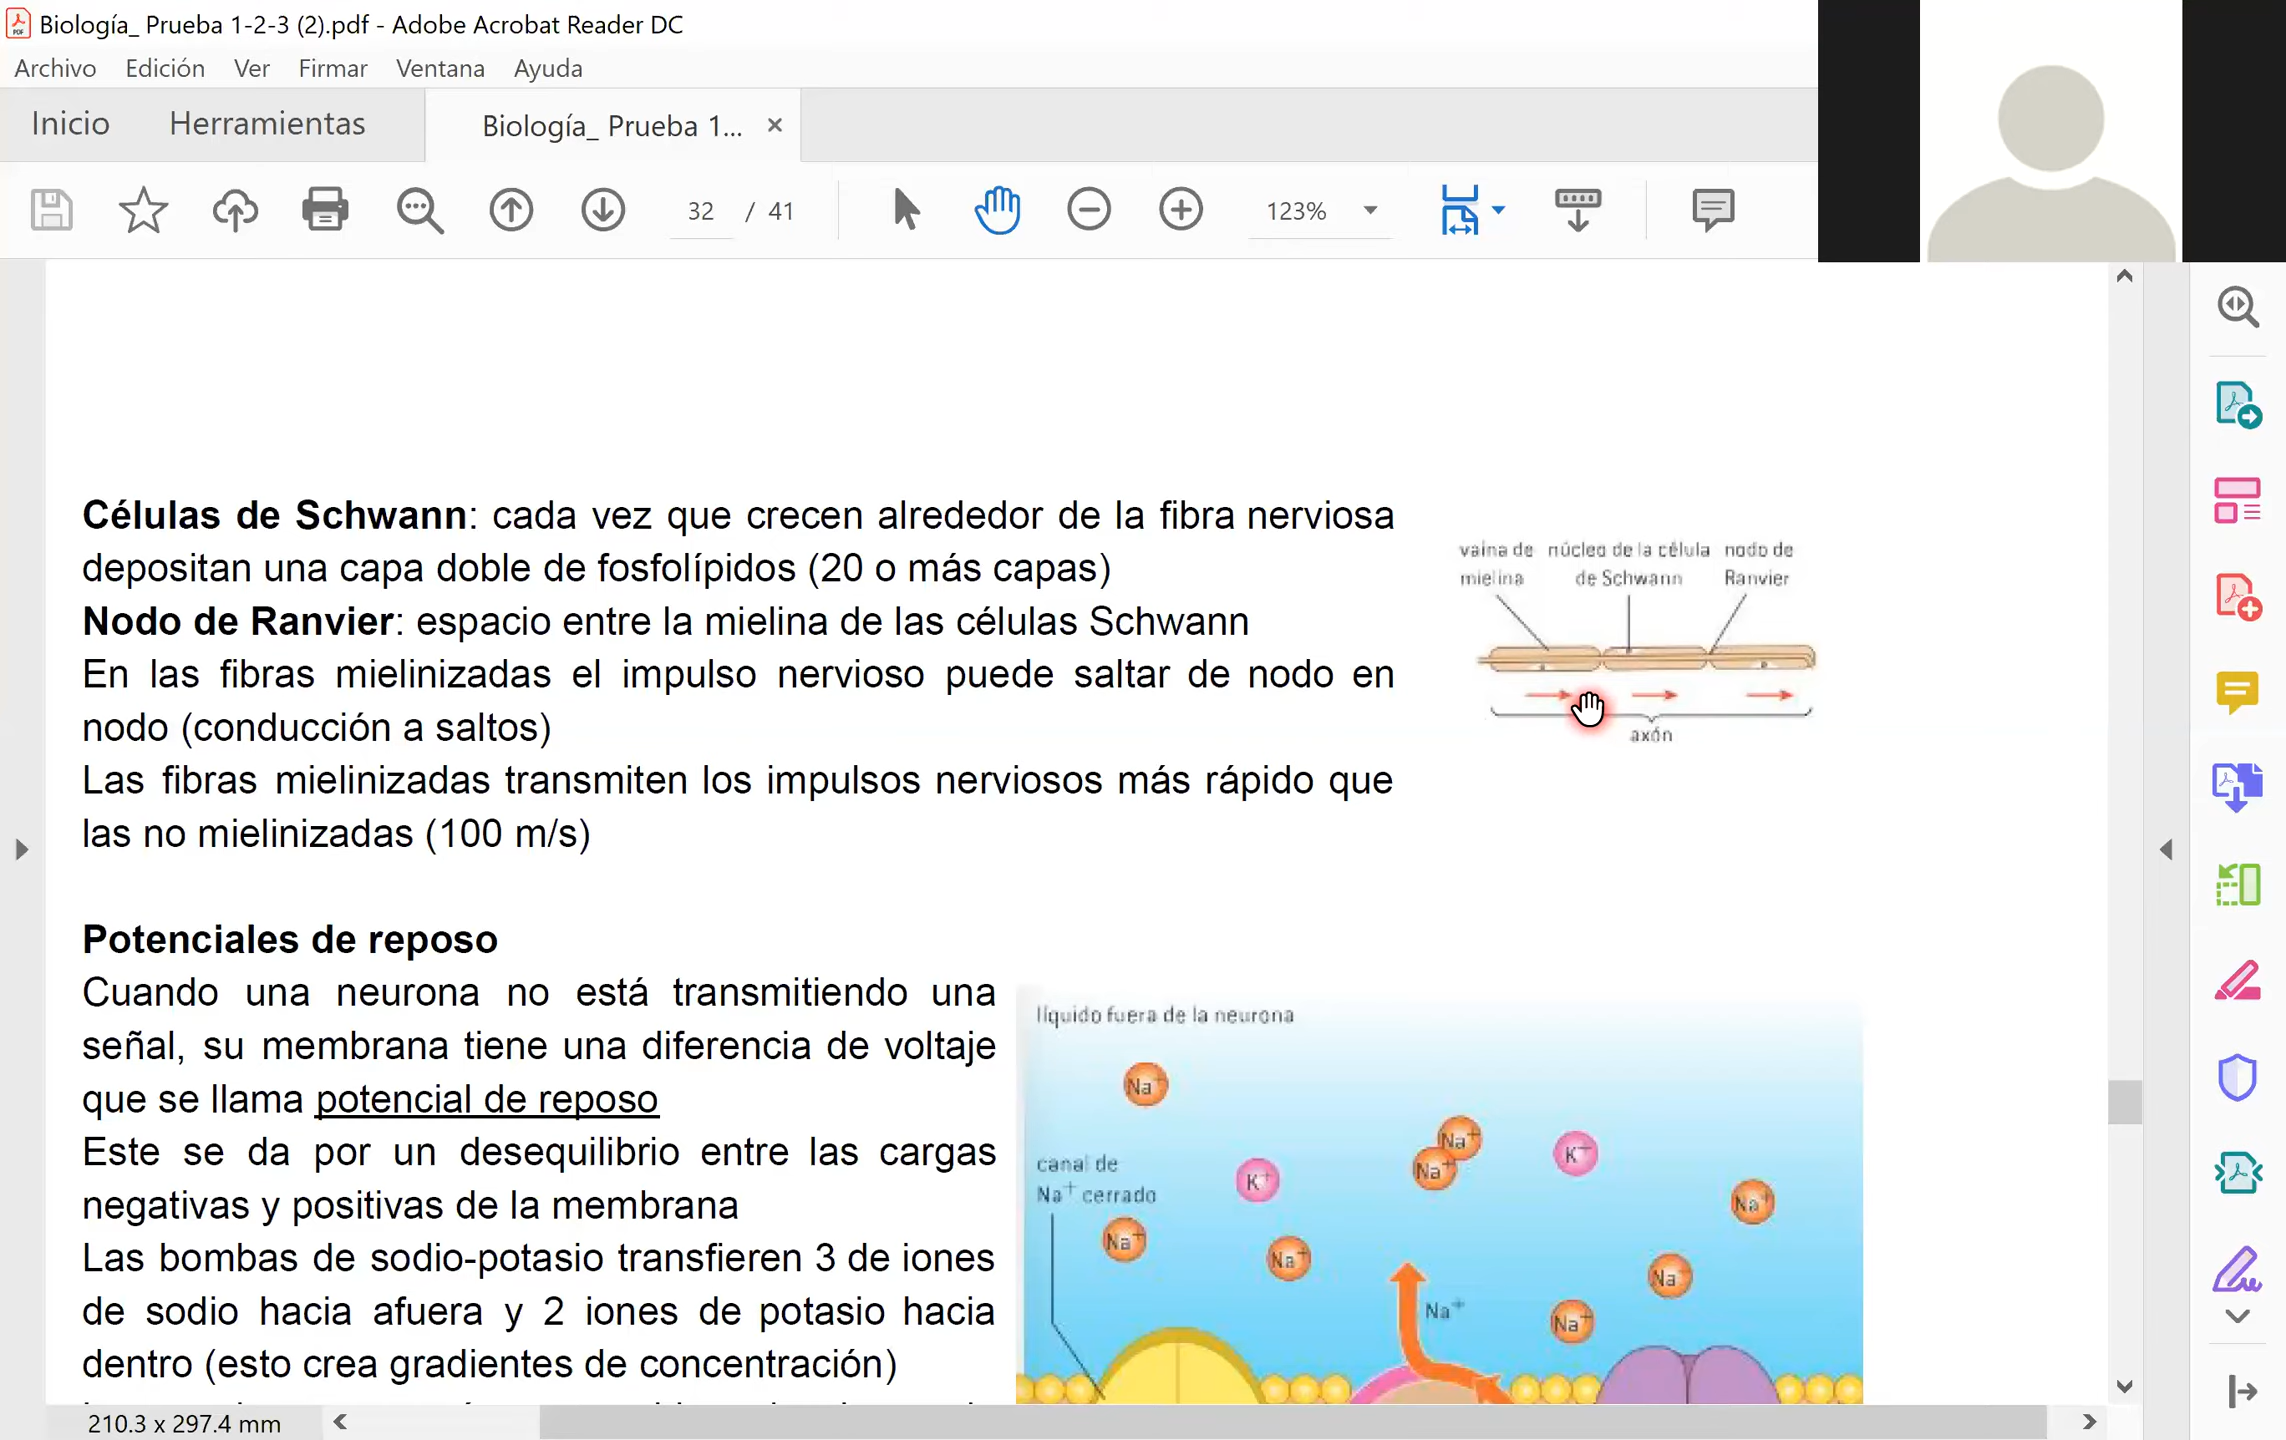 Biología_ Prueba 1-2-3 (2).pdf - Adobe Acrobat Reader DC
Archivo Edición Ver Firmar Ventana Ayuda
Inicio Herramientas Biología_ Prueba 1... ×
32 / 41 123%
Células de Schwann: cada vez que crecen alrededor de la fibra nerviosa
depositan una capa doble de fosfolípidos (20 o más capas)
Nodo de Ranvier: espacio entre la mielina de las células Schwann
En las fibras mielinizadas el impulso nervioso puede saltar de nodo en
nodo (conducción a saltos)
Las fibras mielinizadas transmiten los impulsos nerviosos más rápido que
las no mielinizadas (100 m/s)
vaina de núcleo de la célula nodo de
mielina de Schwann Ranvier
axón
Potenciales de reposo
Cuando una neurona no está transmitiendo una
señal, su membrana tiene una diferencia de voltaje
que se llama potencial de reposo
Este se da por un desequilibrio entre las cargas
negativas y positivas de la membrana
Las bombas de sodio-potasio transfieren 3 de iones
de sodio hacia afuera y 2 iones de potasio hacia
dentro (esto crea gradientes de concentración)
líquido fuera de la neurona
Na+
Na+
K+
Na+
K+
canal de
Na+ cerrado
Na+
Na+
Na+
Na+
Na+
Na+
210.3 x 297.4 mm